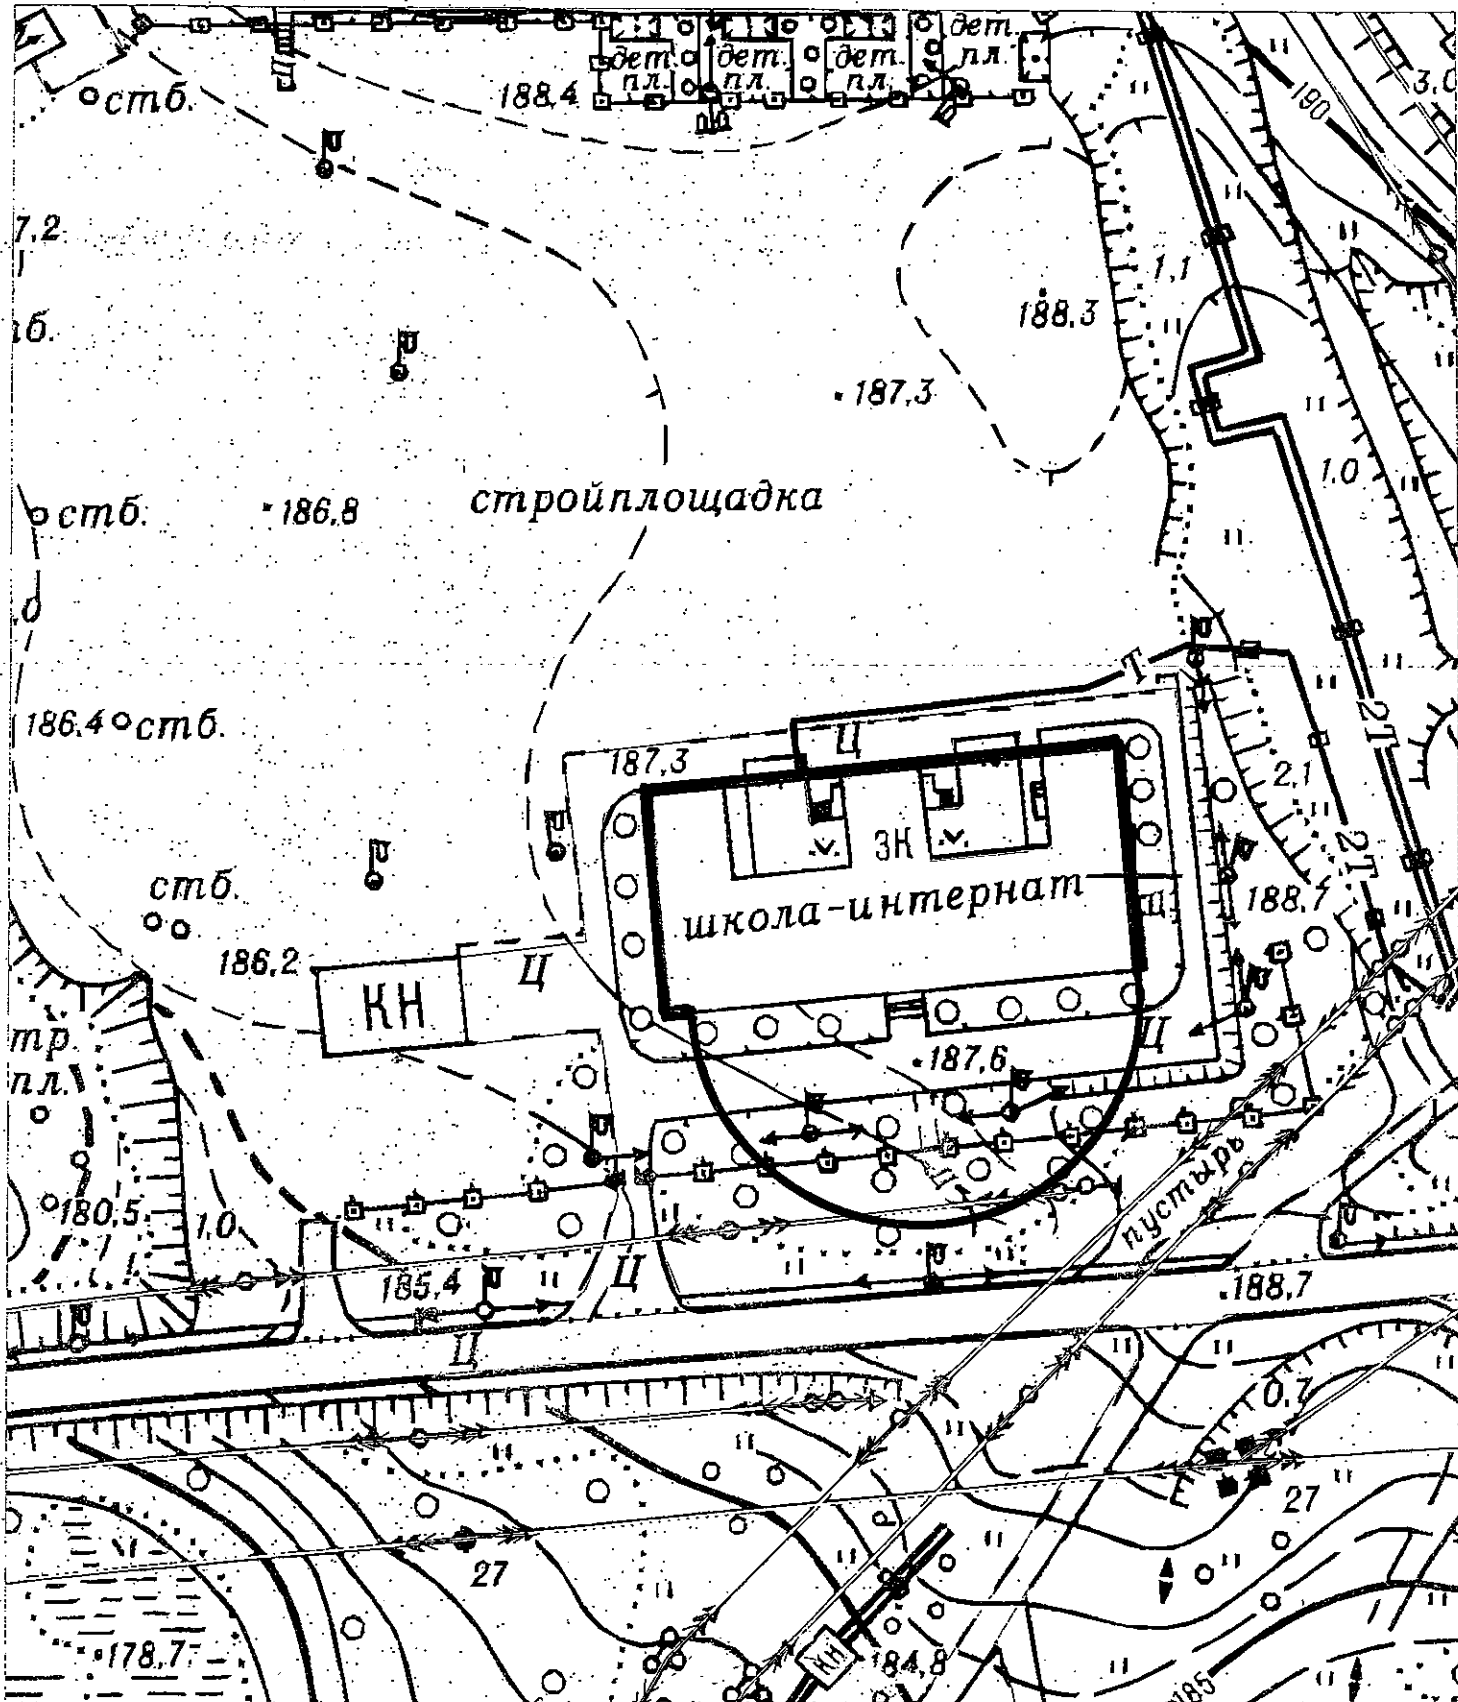 дет. пл.
дет. пл.
дет. пл.
дет. пл.
188,4
стб.
Ц
190
3,0
7,2
1,1
188,3
187,3
1,0
стб.
186,8
стройплощадка
Т
186,4
стб.
187,3
Ц
2Т
2,1
2Т
ЗН
стб.
школа-интернат
188,7
Ц
186,2
Ц
КН
тр.
пл.
187,6
Ц
пустырь
180,5
1,0
185,4
Ц
188,7
Ц
0,7
27
27
178,7
КН
184,8
185